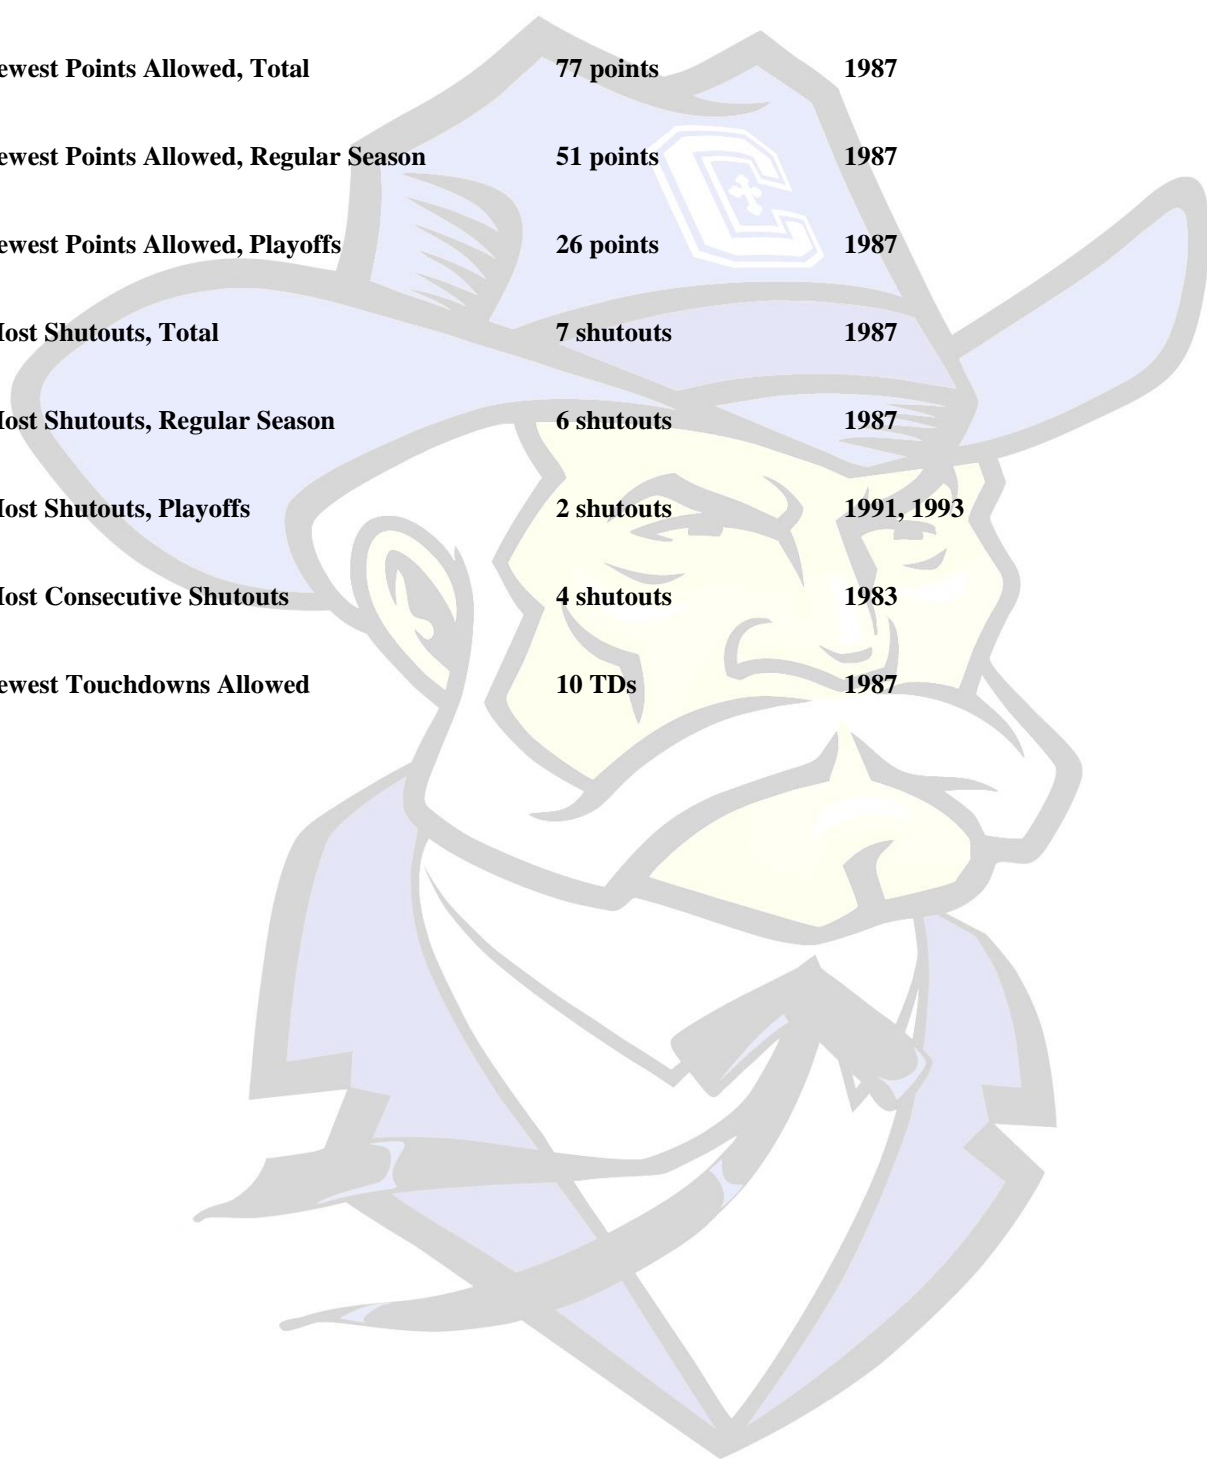 ewest Points Allowed, Total 77 points 1987
ewest Points Allowed, Regular Season 51 points 1987
ewest Points Allowed, Playoffs 26 points 1987
Most Shutouts, Total 7 shutouts 1987
Most Shutouts, Regular Season 6 shutouts 1987
Most Shutouts, Playoffs 2 shutouts 1991, 1993
Most Consecutive Shutouts 4 shutouts 1983
ewest Touchdowns Allowed 10 TDs 1987
C